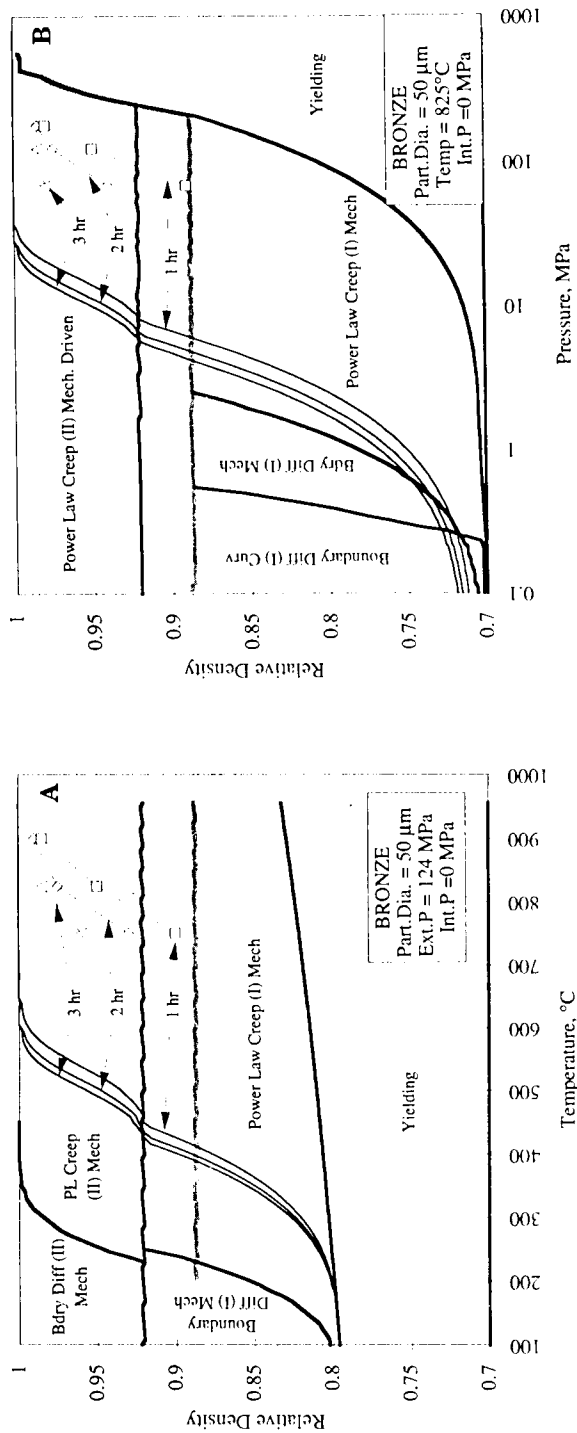 A
Relative Density
1
0.95
0.9
0.85
0.8
0.7
Bdry Diff (II)
Mech
PL Creep
(II) Mech
Boundary
Diff (I) Mech
3 hr
2 hr
1 hr
Power Law Creep (I) Mech
Yielding
BRONZE
Part.Dia. = 50 µm
Ext.P = 124 MPa
Int.P =0 MPa
100
200
300
400
500
600
700
800
900
1000
Temperature, °C
B
Relative Density
1
0.95
0.9
0.85
0.8
0.75
0.7
Power Law Creep (II) Mech. Driven
3 hr
2 hr
1 hr
Boundary Diff (I) Curv
Bdry Diff (I) Mech
Power Law Creep (I) Mech
Yielding
BRONZE
Part.Dia. = 50 µm
Temp = 825°C
Int.P =0 MPa
0.1
1
10
100
1000
Pressure, MPa